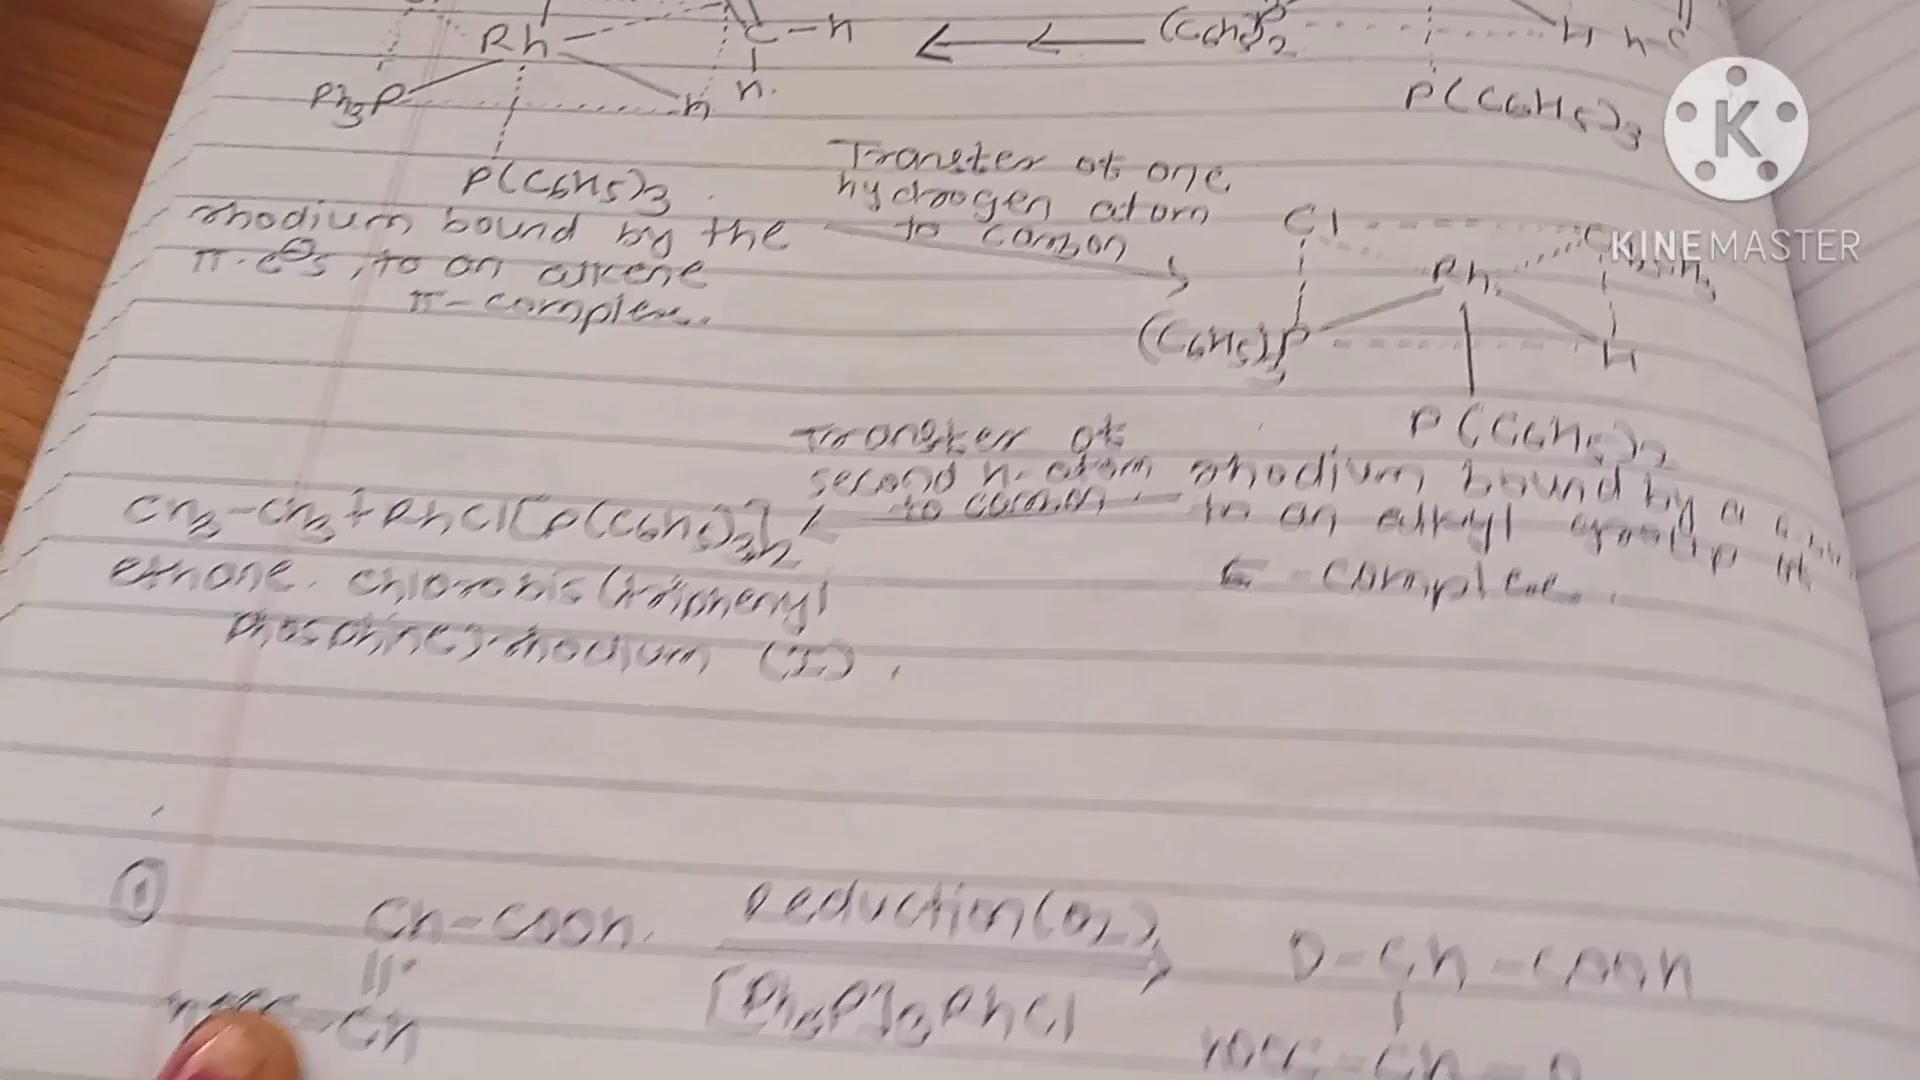 Rh
C-H
H
Ph3P
H
P(C6H5)3
H H-C
P(C6H5)3
K
KINEMASTER
Transfer of one
hydrogen atom
to carbon
rhodium bound by the
π-e⊖s, to an alkene
π-complex.
Cl
Rh
(C6H5)3P
H
P(C6H5)3
Transfer of
second H-atom
to carbon
rhodium bound by a
to an alkyl group
σ-complex.
CH3-CH3 + RhCl[P(C6H5)3]2
ethane. chlorobis(triphenyl
phosphine)rhodium (I).
①
CH-COOH
||
-CH
Reduction(D2)
[Ph3P]3RhCl
D-CH-COOH
|
HOOC-CH-D